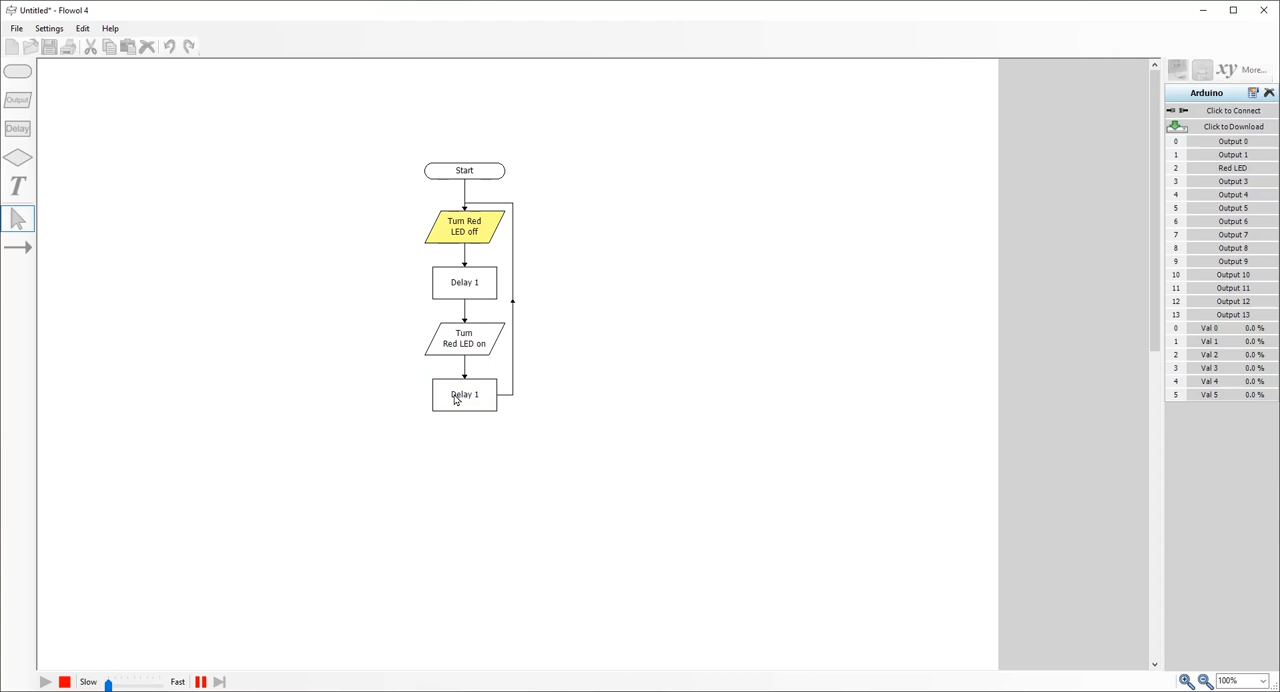 Untitled* - Flowol 4
File Settings Edit Help
xy More...
Output
Delay
T
Start
Turn Red
LED off
Delay 1
Turn
Red LED on
Delay 1
Arduino
Click to Connect
Click to Download
0 Output 0
1 Output 1
2 Red LED
3 Output 3
4 Output 4
5 Output 5
6 Output 6
7 Output 7
8 Output 8
9 Output 9
10 Output 10
11 Output 11
12 Output 12
13 Output 13
0 Val 0 0.0 %
1 Val 1 0.0 %
2 Val 2 0.0 %
3 Val 3 0.0 %
4 Val 4 0.0 %
5 Val 5 0.0 %
Slow Fast
100%